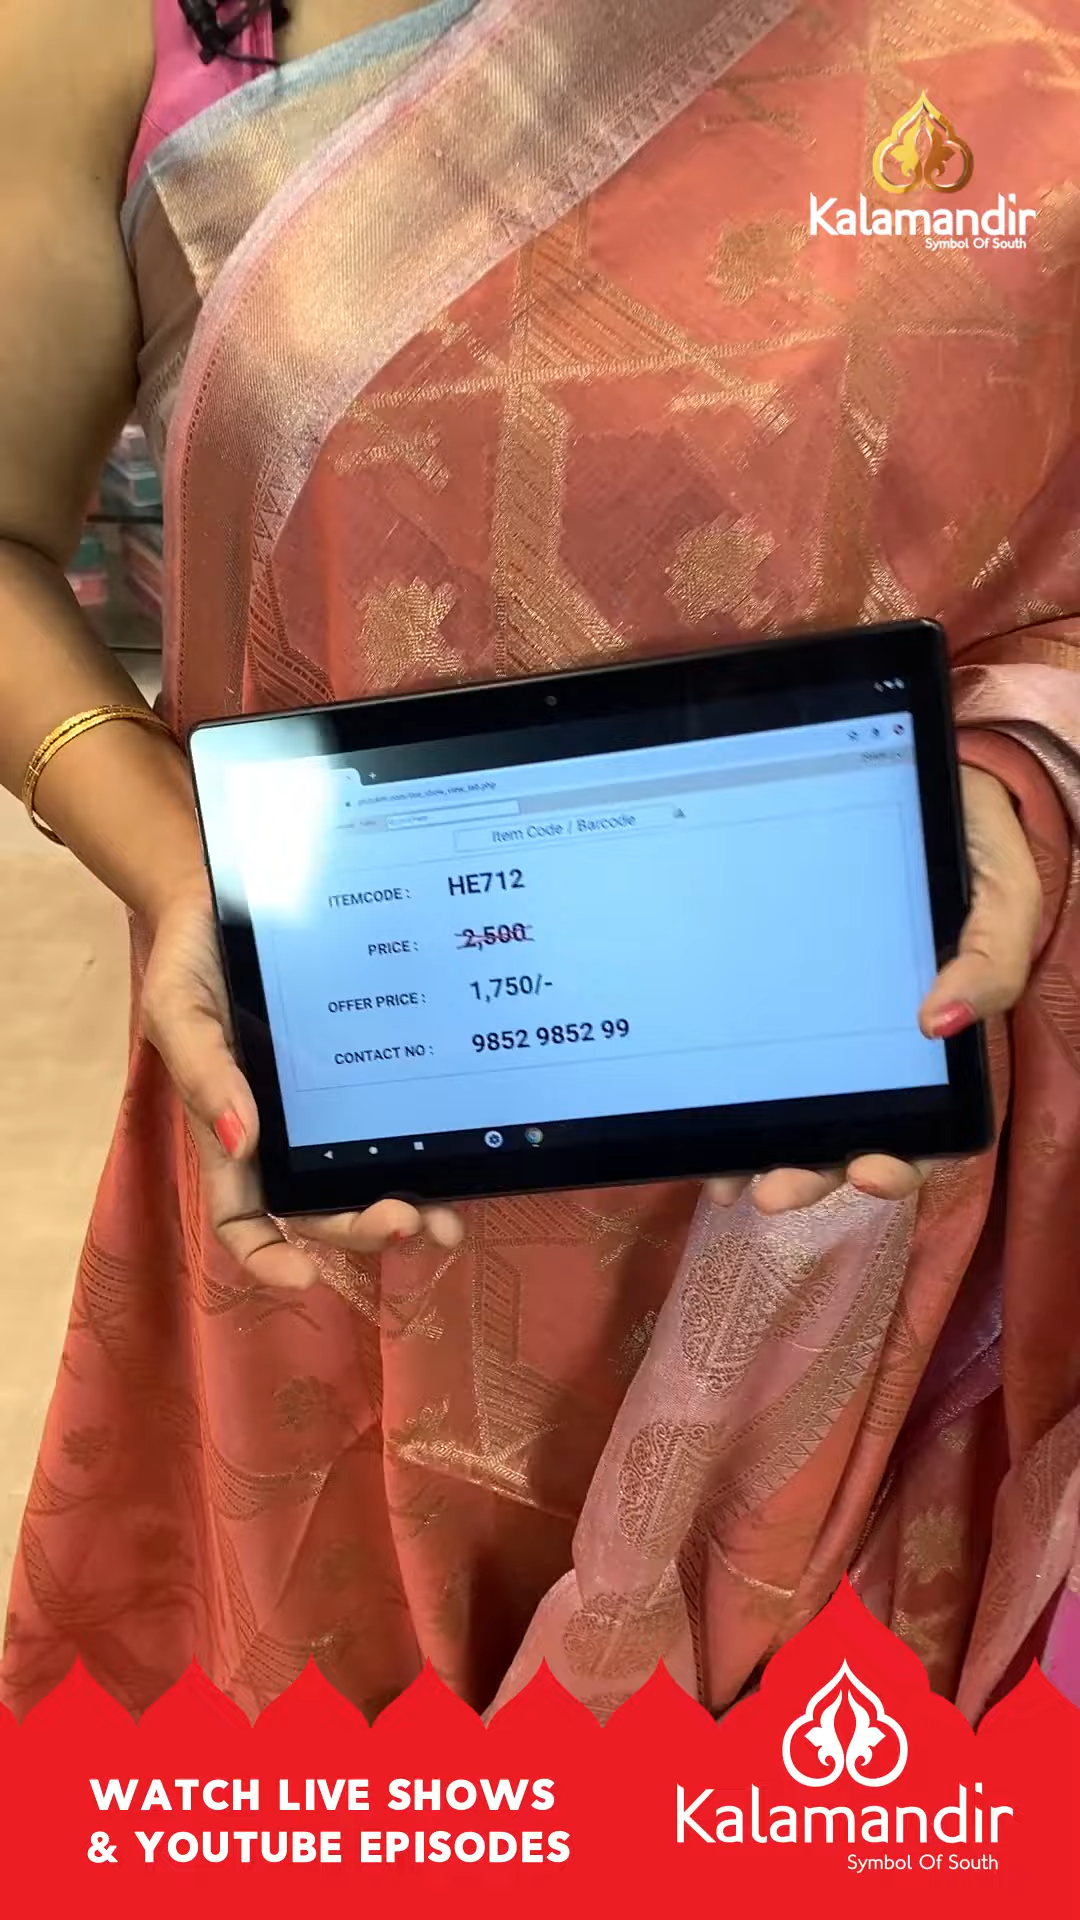 Kalamandir
Symbol Of South
Item Code / Barcode
ITEMCODE : HE712
PRICE : 2,500
OFFER PRICE : 1,750/-
CONTACT NO : 9852 9852 99
WATCH LIVE SHOWS
& YOUTUBE EPISODES
Kalamandir
Symbol Of South